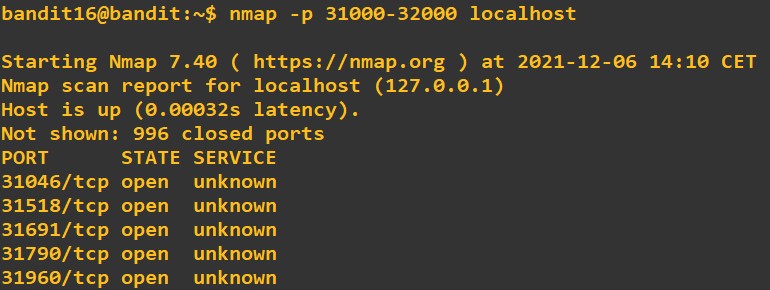 bandit16@bandit:~$ nmap -p 31000-32000 localhost
Starting Nmap 7.40 ( https://nmap.org ) at 2021-12-06 14:10 CET
Nmap scan report for localhost (127.0.0.1)
Host is up (0.00032s latency).
Not shown: 996 closed ports
PORT      STATE SERVICE
31046/tcp open  unknown
31518/tcp open  unknown
31691/tcp open  unknown
31790/tcp open  unknown
31960/tcp open  unknown